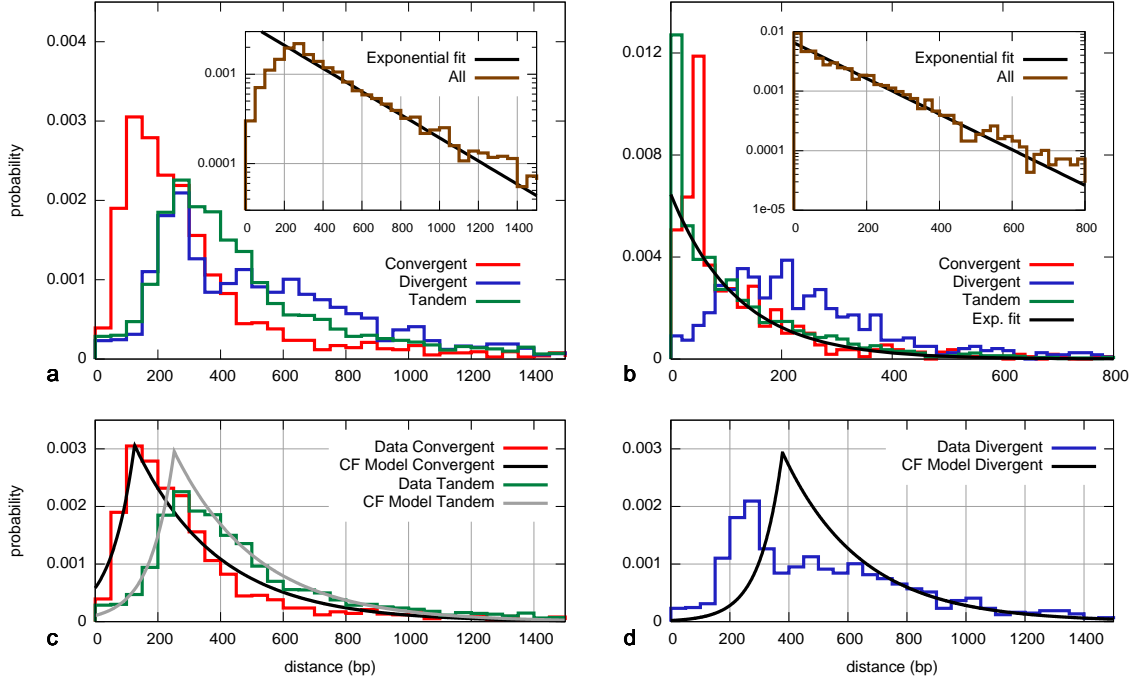 0.004
0.003
0.002
0.001
0
probability
0.001
0.0001
Exponential fit
All
0 200 400 600 800 1000 1200 1400
Convergent
Divergent
Tandem
a
0 200 400 600 800 1000 1200 1400
0.012
0.008
0.004
0
0.01
0.001
0.0001
1e-05
Exponential fit
All
0 200 400 600 800
Convergent
Divergent
Tandem
Exp. fit
b
0 200 400 600 800
0.003
0.002
0.001
0
probability
Data Convergent
CF Model Convergent
Data Tandem
CF Model Tandem
c
0 200 400 600 800 1000 1200 1400
distance (bp)
0.003
0.002
0.001
0
Data Divergent
CF Model Divergent
d
0 200 400 600 800 1000 1200 1400
distance (bp)